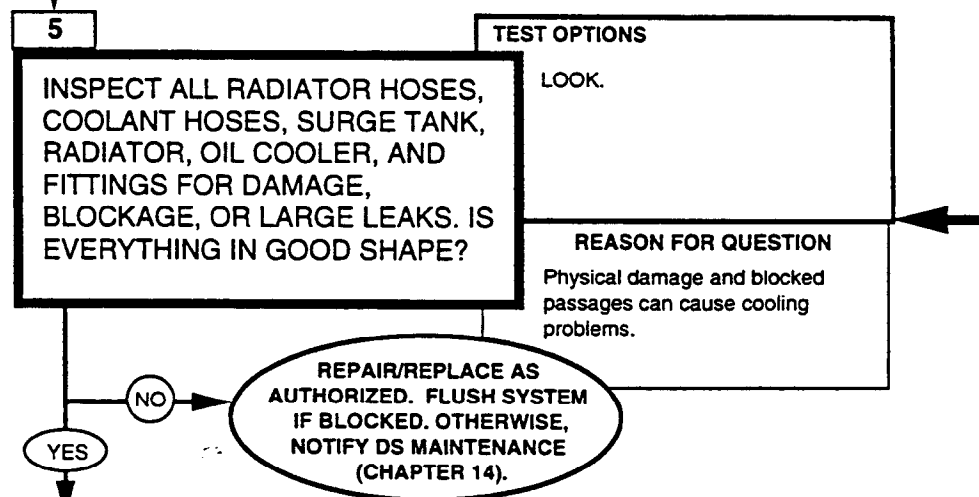 5
INSPECT ALL RADIATOR HOSES,
COOLANT HOSES, SURGE TANK,
RADIATOR, OIL COOLER, AND
FITTINGS FOR DAMAGE,
BLOCKAGE, OR LARGE LEAKS. IS
EVERYTHING IN GOOD SHAPE?
TEST OPTIONS
LOOK.
REASON FOR QUESTION
Physical damage and blocked
passages can cause cooling
problems.
NO
REPAIR/REPLACE AS
AUTHORIZED. FLUSH SYSTEM
IF BLOCKED. OTHERWISE,
NOTIFY DS MAINTENANCE
(CHAPTER 14).
YES